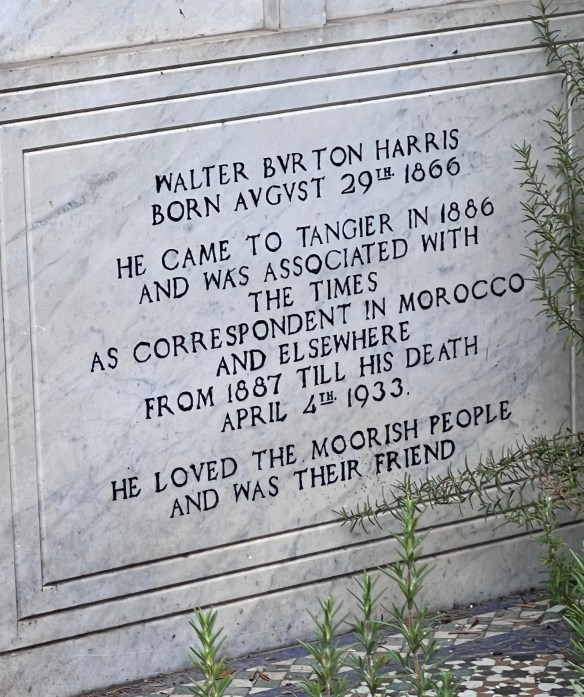 WALTER BVRTON HARRIS
BORN AVGVST 29TH 1866
HE CAME TO TANGIER IN 1886
AND WAS ASSOCIATED WITH
THE TIMES
AS CORRESPONDENT IN MOROCCO
AND ELSEWHERE
FROM 1887 TILL HIS DEATH
APRIL 4TH. 1933.
HE LOVED THE MOORISH PEOPLE
AND WAS THEIR FRIEND